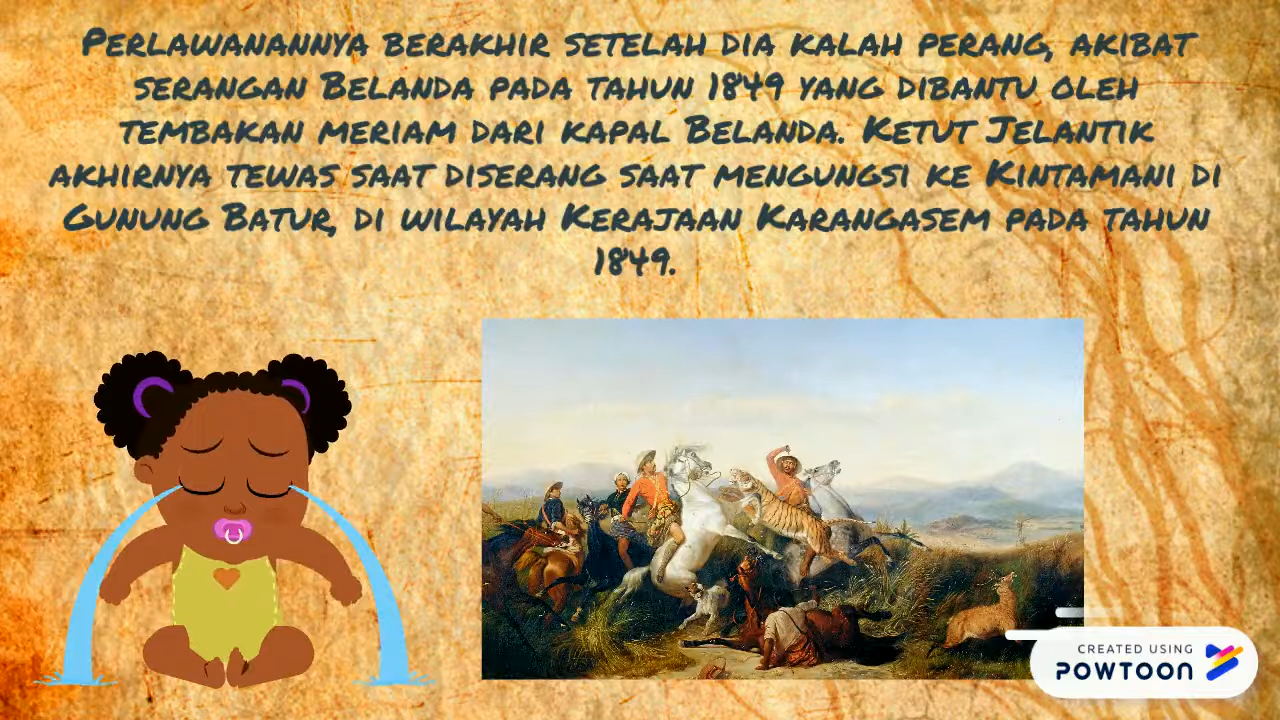 Perlawanannya berakhir setelah dia kalah perang, akibat
serangan Belanda pada tahun 1849 yang dibantu oleh
tembakan meriam dari kapal Belanda. Ketut Jelantik
akhirnya tewas saat diserang saat mengungsi ke Kintamani di
Gunung Batur, di wilayah Kerajaan Karangasem pada tahun
1849.
CREATED USING
POWTOON